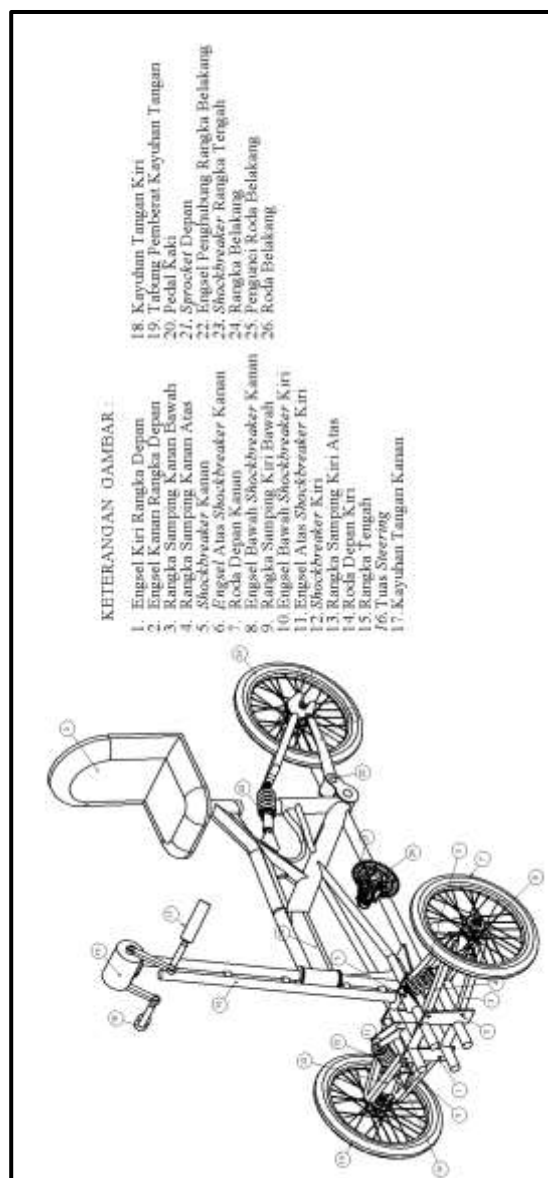 KETERANGAN GAMBAR :
1. Engsel Kiri Rangka Depan
2. Engsel Kanan Rangka Depan
3. Rangka Samping Kanan Bawah
4. Rangka Samping Kanan Atas
5. Shockbreaker Kanan
6. Engsel Atas Shockbreaker Kanan
7. Roda Depan Kanan
8. Engsel Bawah Shockbreaker Kanan
9. Rangka Samping Kiri Bawah
10. Engsel Bawah Shockbreaker Kiri
11. Engsel Atas Shockbreaker Kiri
12. Shockbreaker Kiri
13. Rangka Samping Kiri Atas
14. Roda Depan Kiri
15. Rangka Tengah
16. Tuas Steering
17. Kayuhan Tangan Kanan
18. Kayuhan Tangan Kiri
19. Tabung Pemberat Kayuhan Tangan
20. Pedal Kaki
21. Sprocket Depan
22. Engsel Penghubung Rangka Belakang
23. Shockbreaker Rangka Tengah
24. Rangka Belakang
25. Pengunci Roda Belakang
26. Roda Belakang